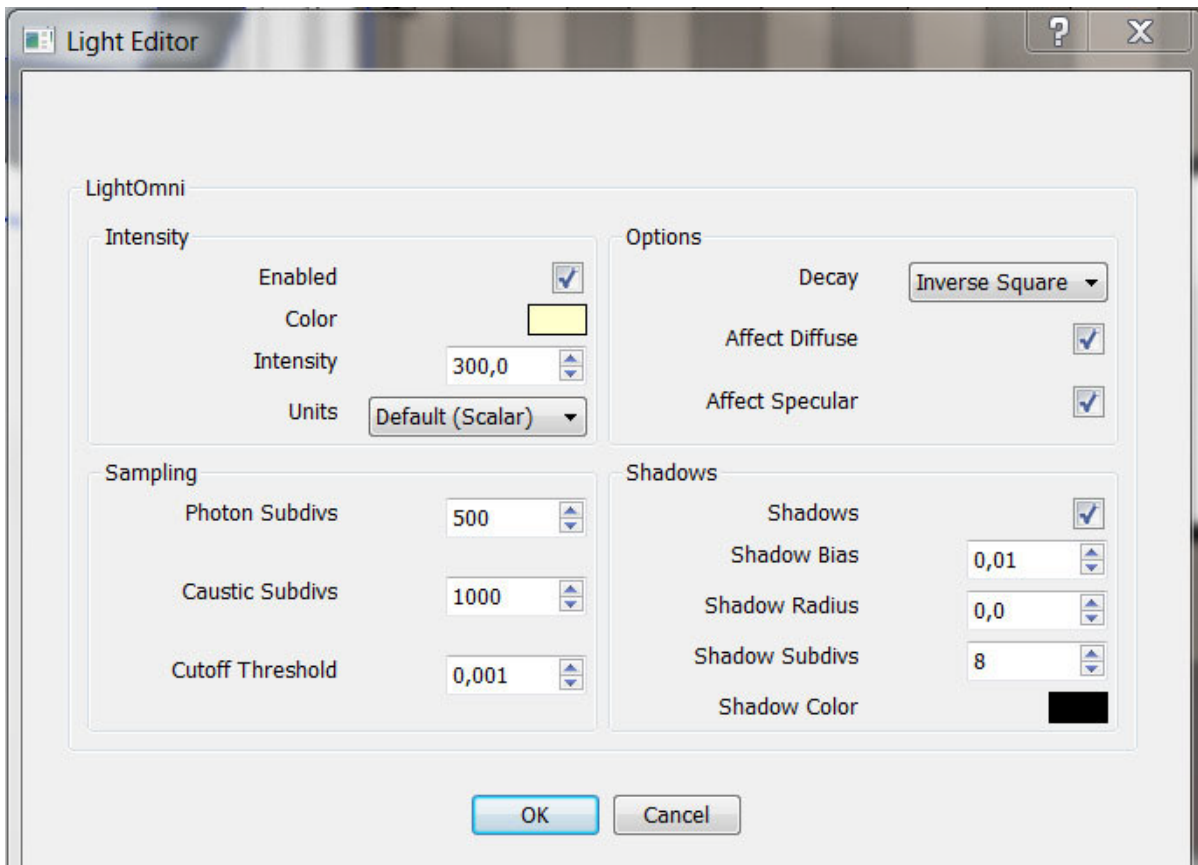 Light Editor
LightOmni
Intensity
Enabled
Color
Intensity 300,0
Units Default (Scalar)
Options
Decay Inverse Square
Affect Diffuse
Affect Specular
Sampling
Photon Subdivs 500
Caustic Subdivs 1000
Cutoff Threshold 0,001
Shadows
Shadows
Shadow Bias 0,01
Shadow Radius 0,0
Shadow Subdivs 8
Shadow Color
OK Cancel